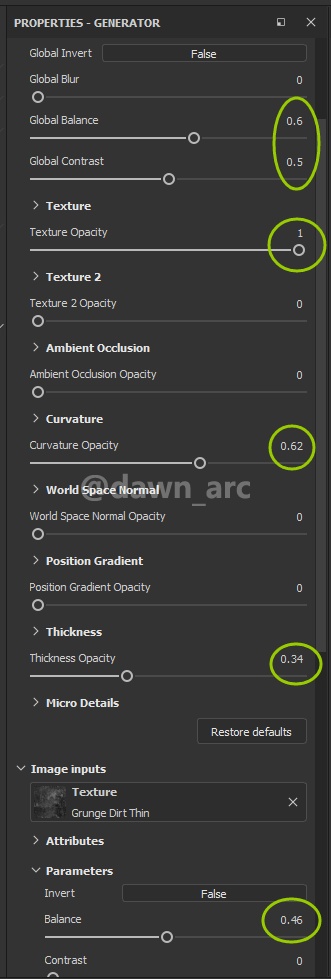 PROPERTIES - GENERATOR
Global Invert False
Global Blur 0
Global Balance 0.6
Global Contrast 0.5
Texture
Texture Opacity 1
Texture 2
Texture 2 Opacity 0
Ambient Occlusion
Ambient Occlusion Opacity 0
Curvature
Curvature Opacity 0.62
@dawn_arc
World Space Normal
World Space Normal Opacity 0
Position Gradient
Position Gradient Opacity 0
Thickness
Thickness Opacity 0.34
Micro Details
Restore defaults
Image inputs
Texture
Grunge Dirt Thin
Attributes
Parameters
Invert False
Balance 0.46
Contrast 0